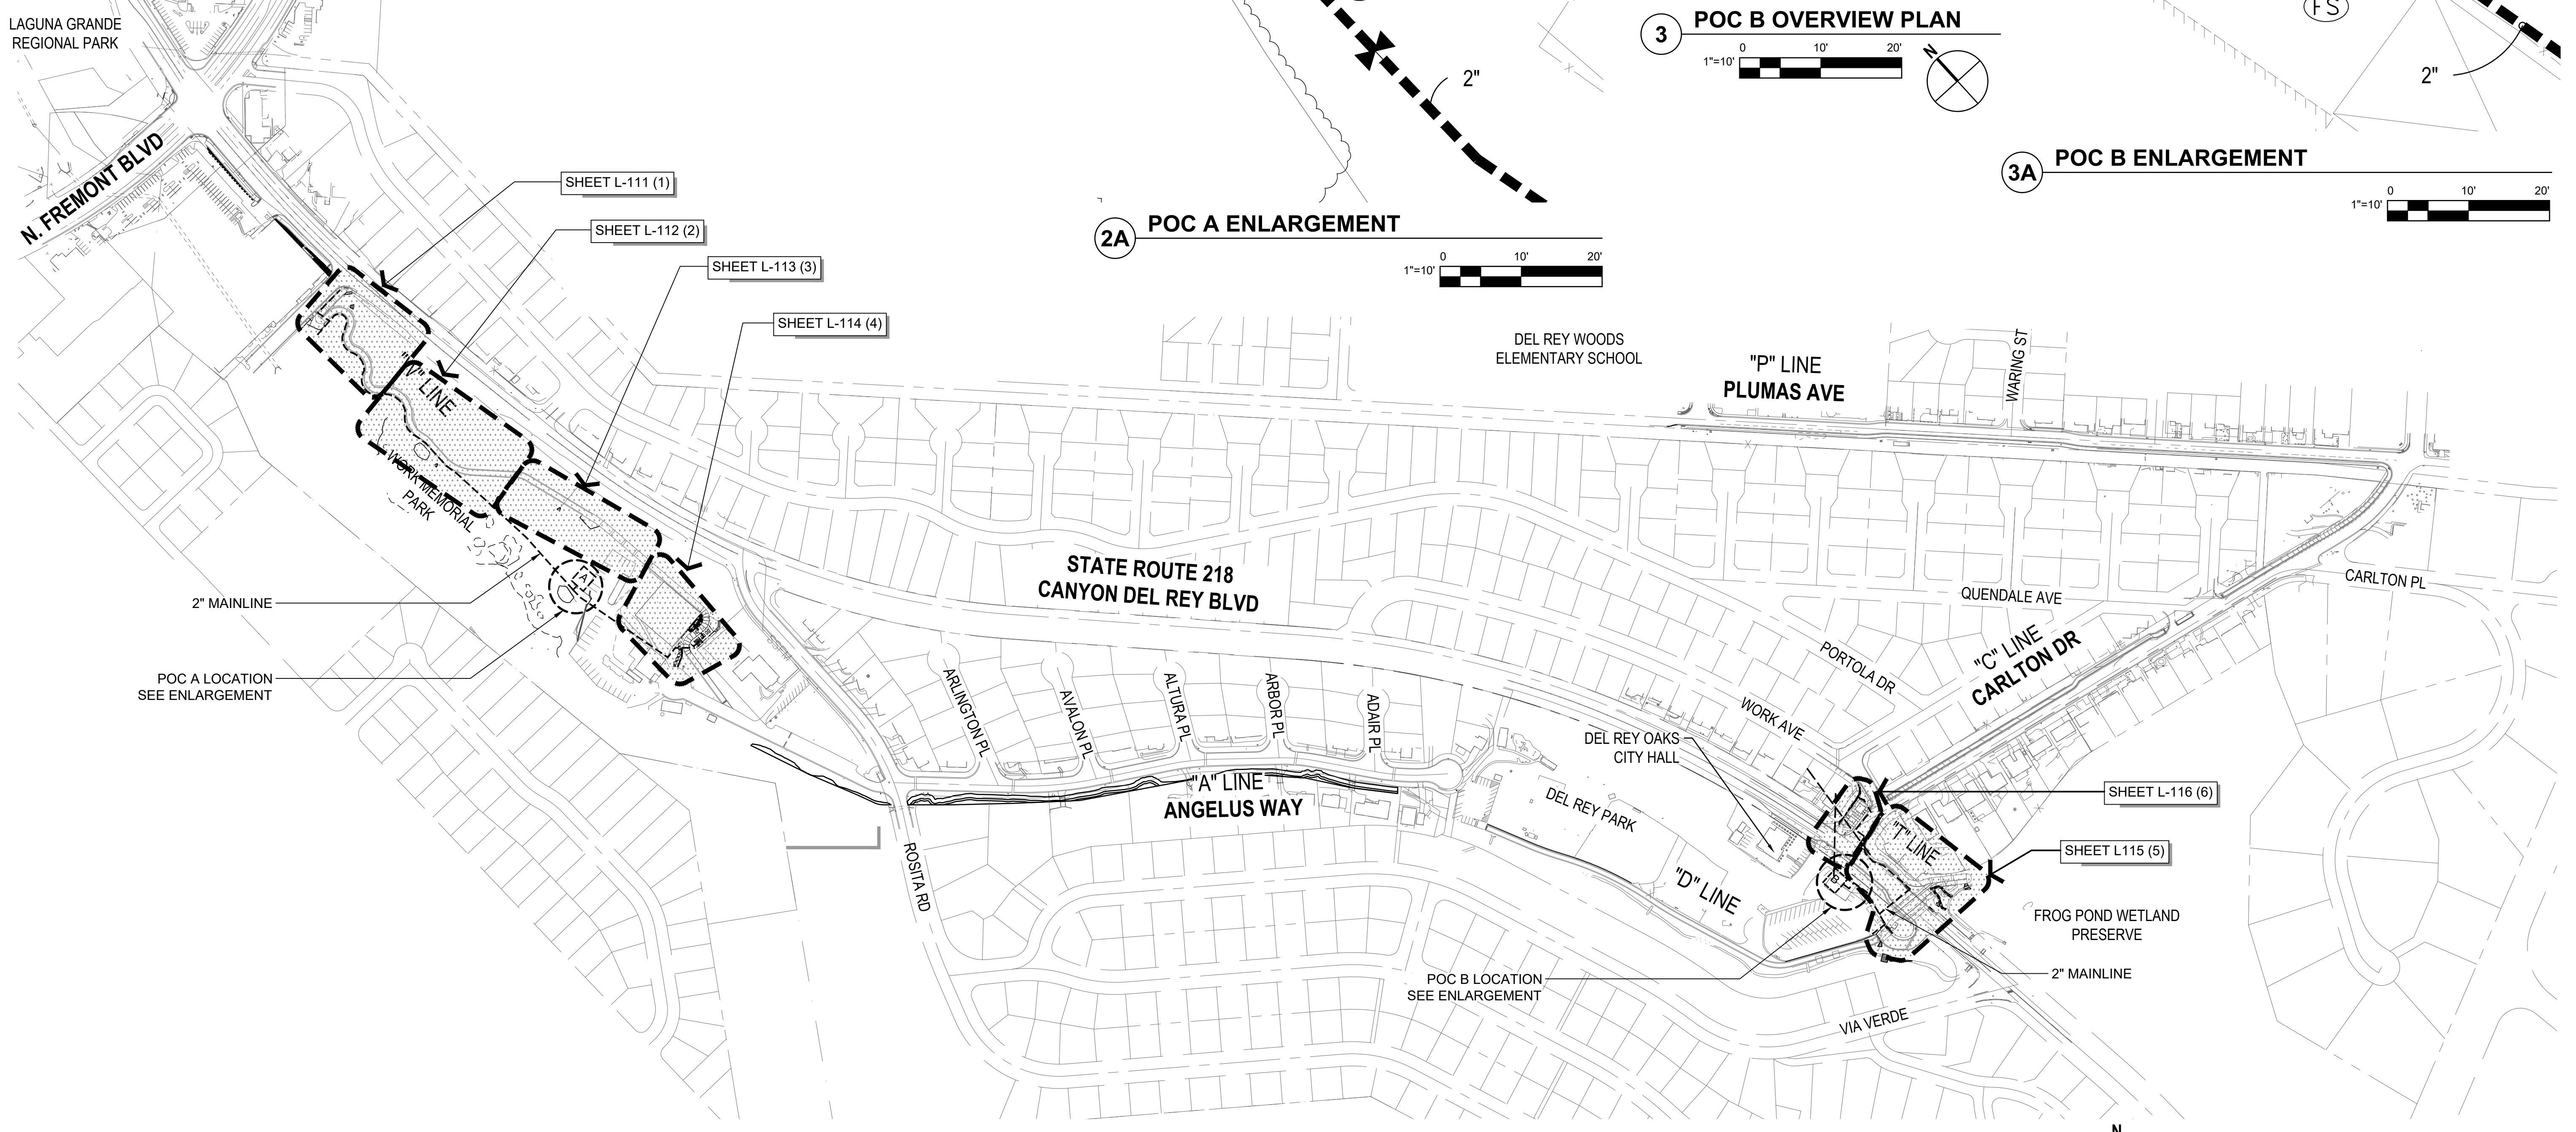 LAGUNA GRANDE
REGIONAL PARK
N. FREMONT BLVD
2"
3
POC B OVERVIEW PLAN
0 10' 20'
1"=10'
N
FS
2"
3A
POC B ENLARGEMENT
0 10' 20'
1"=10'
2A
POC A ENLARGEMENT
0 10' 20'
1"=10'
SHEET L-111 (1)
SHEET L-112 (2)
SHEET L-113 (3)
SHEET L-114 (4)
"V" LINE
WORK MEMORIAL
PARK
A
2" MAINLINE
POC A LOCATION
SEE ENLARGEMENT
DEL REY WOODS
ELEMENTARY SCHOOL
"P" LINE
PLUMAS AVE
WARING ST
STATE ROUTE 218
CANYON DEL REY BLVD
QUENDALE AVE
CARLTON PL
"C" LINE
CARLTON DR
PORTOLA DR
WORK AVE
SSFM
ARLINGTON PL
AVALON PL
ALTURA PL
ARBOR PL
ADAIR PL
"A" LINE
ANGELUS WAY
ROSITA RD
DEL REY OAKS
CITY HALL
DEL REY PARK
"D" LINE
"T" LINE
B
SHEET L-116 (6)
SHEET L115 (5)
FROG POND WETLAND
PRESERVE
2" MAINLINE
POC B LOCATION
SEE ENLARGEMENT
VIA VERDE
N